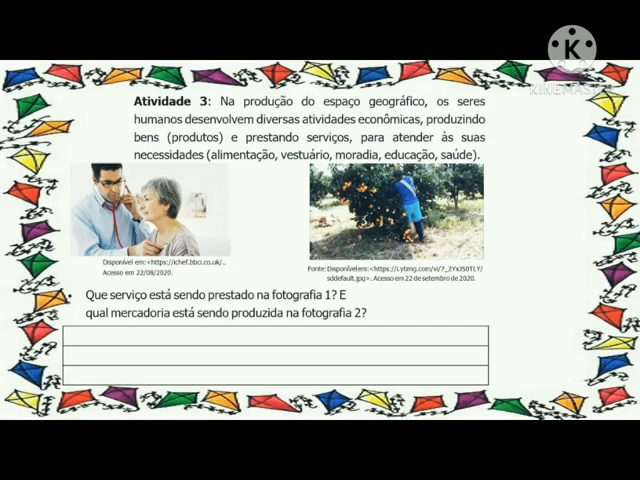 K
KINEMASTER
Atividade 3: Na produção do espaço geográfico, os seres
humanos desenvolvem diversas atividades econômicas, produzindo
bens (produtos) e prestando serviços, para atender às suas
necessidades (alimentação, vestuário, moradia, educação, saúde).
Disponível em: <https://ichef.bbci.co.uk/..
Acesso em 22/08/2020.
Fonte: Disponívelem:<https://i.ytimg.com/vi/7_2YxJS0TLY/
sddefault.jpg>. Acesso em 22 de setembro de 2020.
Que serviço está sendo prestado na fotografia 1? E
qual mercadoria está sendo produzida na fotografia 2?